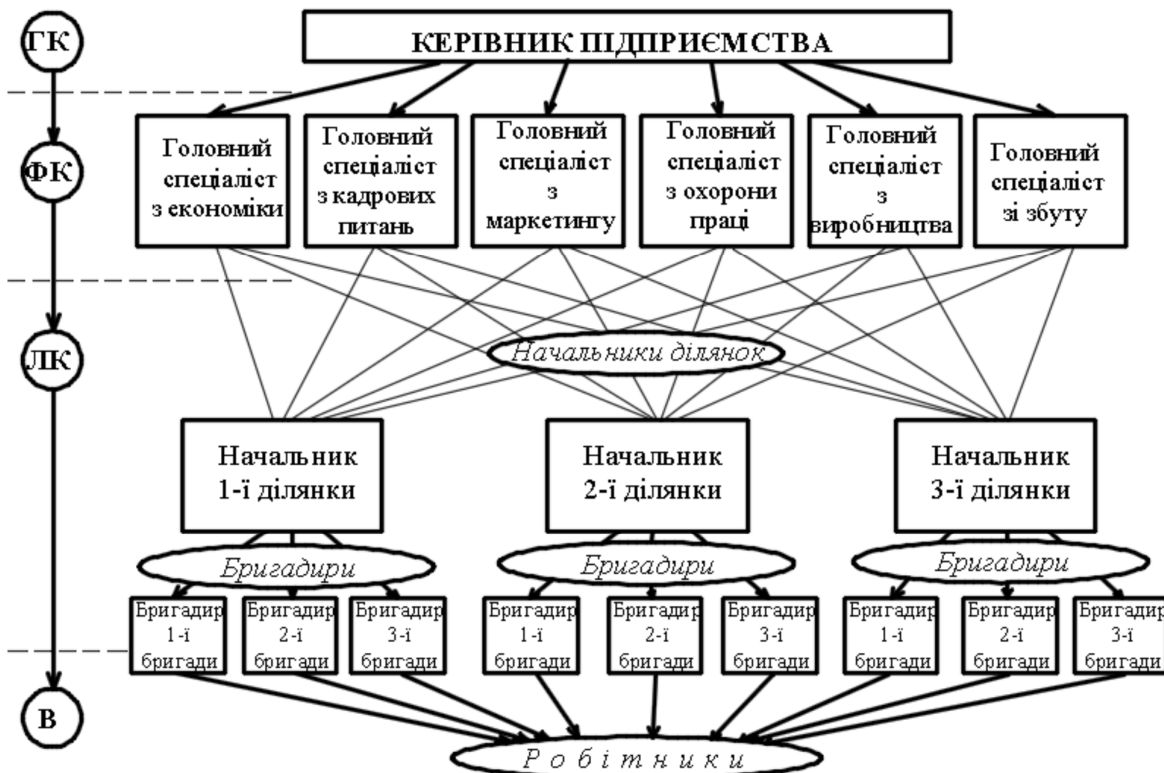 ГК
КЕРІВНИК ПІДПРИЄМСТВА
ФК
Головний
спеціаліст
з економіки
Головний
спеціаліст
з кадрових
питань
Головний
спеціаліст
з
маркетингу
Головний
спеціаліст
з охорони
праці
Головний
спеціаліст
з
виробництва
Головний
спеціаліст
зі збуту
ЛК
Начальники ділянок
Начальник
1-ї ділянки
Начальник
2-ї ділянки
Начальник
3-ї ділянки
Бригадири
Бригадири
Бригадири
Бригадир
1-ї
бригади
Бригадир
2-ї
бригади
Бригадир
3-ї
бригади
Бригадир
1-ї
бригади
Бригадир
2-ї
бригади
Бригадир
3-ї
бригади
Бригадир
1-ї
бригади
Бригадир
2-ї
бригади
Бригадир
3-ї
бригади
В
Робітники